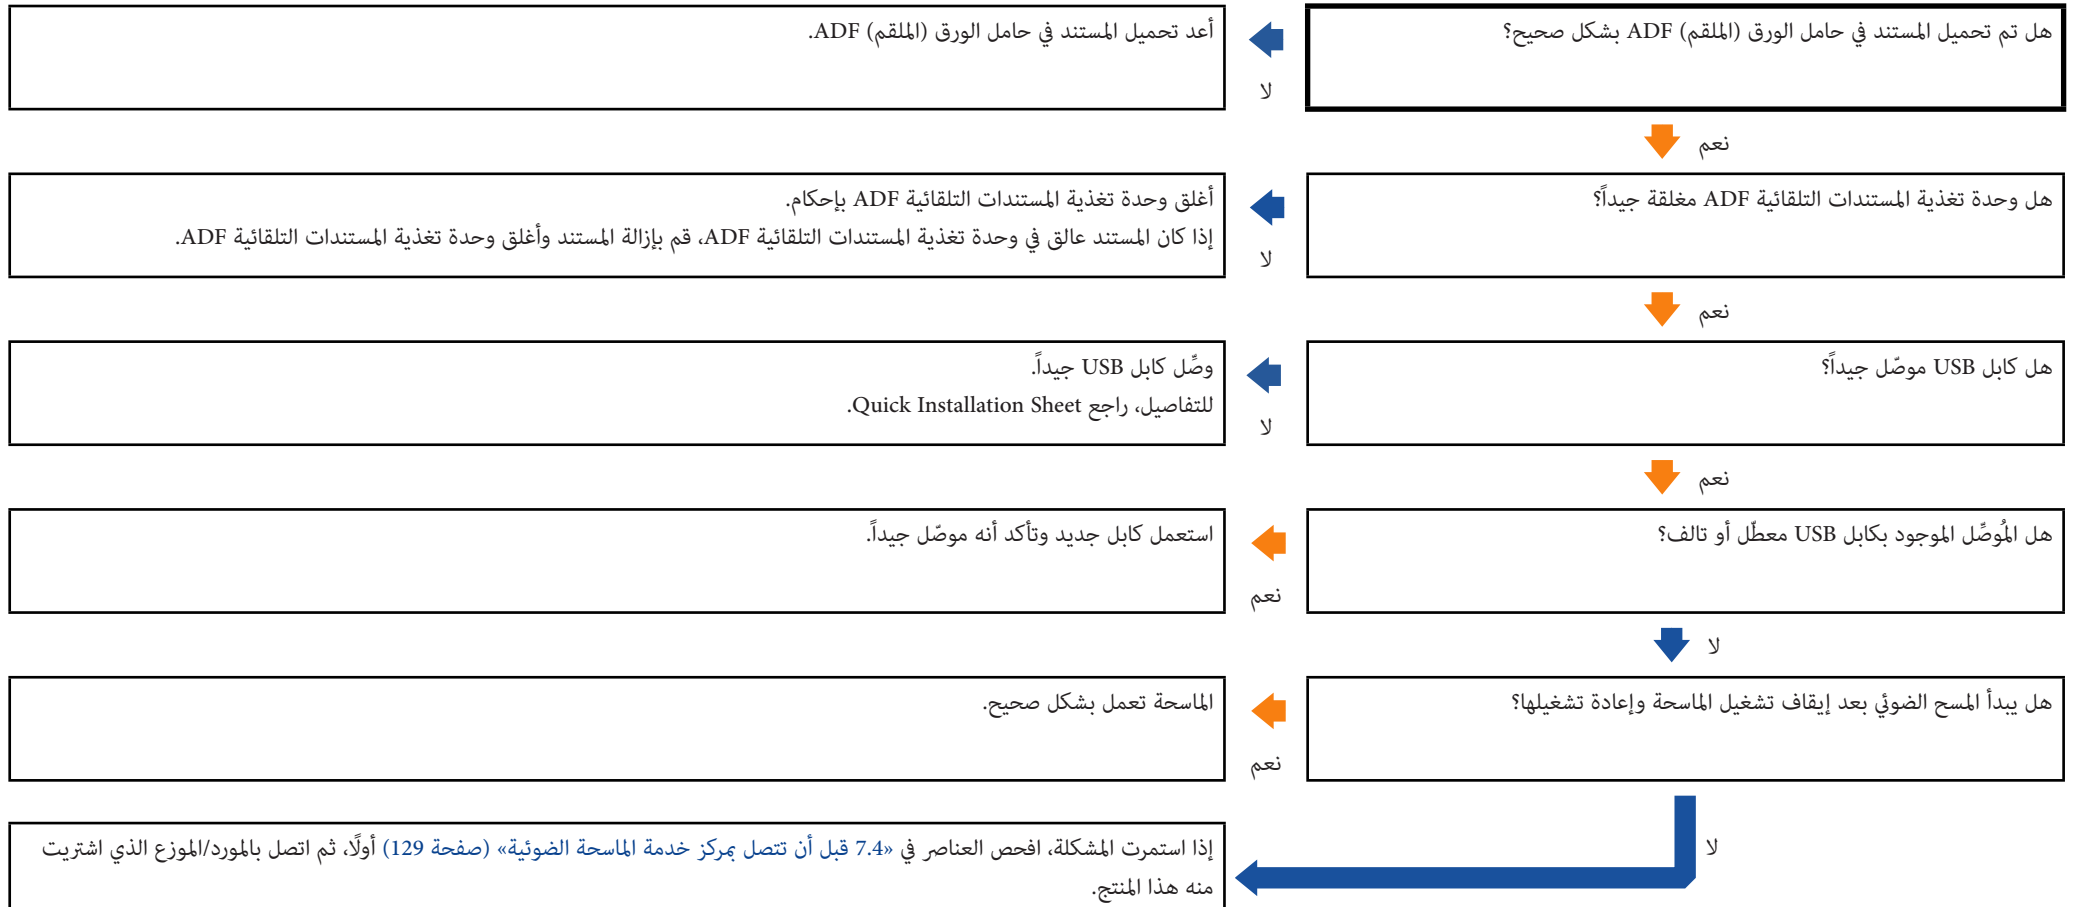 هل تم تحميل المستند في حامل الورق (الملقم) ADF بشكل صحيح؟
لا
أعد تحميل المستند في حامل الورق (الملقم) ADF.
نعم
هل وحدة تغذية المستندات التلقائية ADF مغلقة جيداً؟
لا
أغلق وحدة تغذية المستندات التلقائية ADF بإحكام.
إذا كان المستند عالق في وحدة تغذية المستندات التلقائية ADF، قم بإزالة المستند وأغلق وحدة تغذية المستندات التلقائية ADF.
نعم
هل كابل USB موصّل جيداً؟
لا
وصِّل كابل USB جيداً.
للتفاصيل، راجع Quick Installation Sheet.
نعم
هل المُوصِّل الموجود بكابل USB معطّل أو تالف؟
نعم
استعمل كابل جديد وتأكد أنه موصّل جيداً.
لا
هل يبدأ المسح الضوئي بعد إيقاف تشغيل الماسحة وإعادة تشغيلها؟
نعم
الماسحة تعمل بشكل صحيح.
لا
إذا استمرت المشكلة، افحص العناصر في «7.4 قبل أن تتصل بمركز خدمة الماسحة الضوئية» (صفحة 129) أولًا، ثم اتصل بالمورد/الموزع الذي اشتريت
منه هذا المنتج.